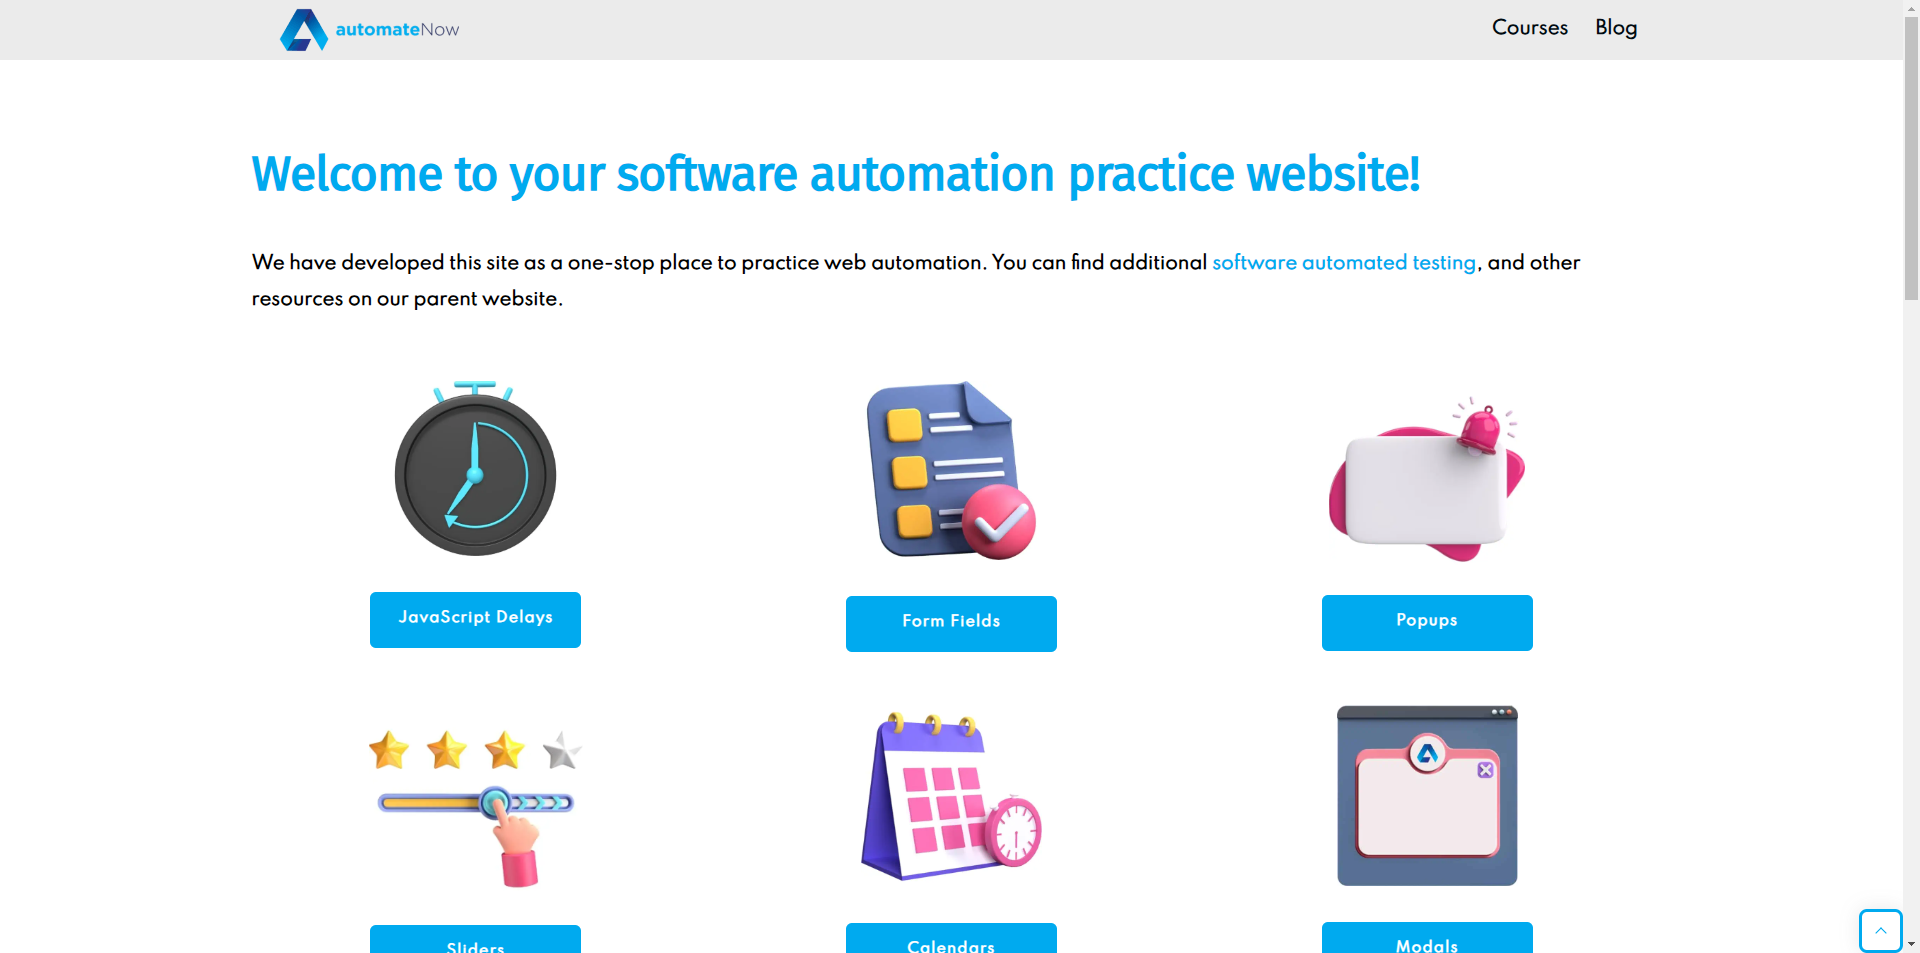 automateNow
Courses
Blog
Welcome to your software automation practice website!
We have developed this site as a one-stop place to practice web automation. You can find additional software automated testing, and other
resources on our parent website.
JavaScript Delays
Form Fields
Popups
Sliders
Calendars
Modals